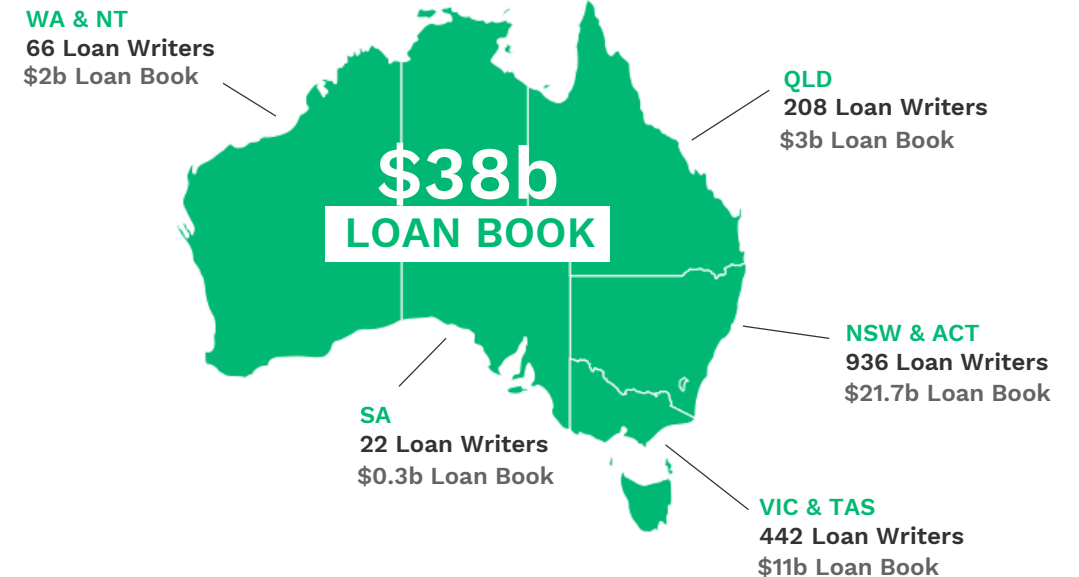 WA & NT
66 Loan Writers
$2b Loan Book
QLD
208 Loan Writers
$3b Loan Book
$38b
LOAN BOOK
NSW & ACT
936 Loan Writers
$21.7b Loan Book
SA
22 Loan Writers
$0.3b Loan Book
VIC & TAS
442 Loan Writers
$11b Loan Book